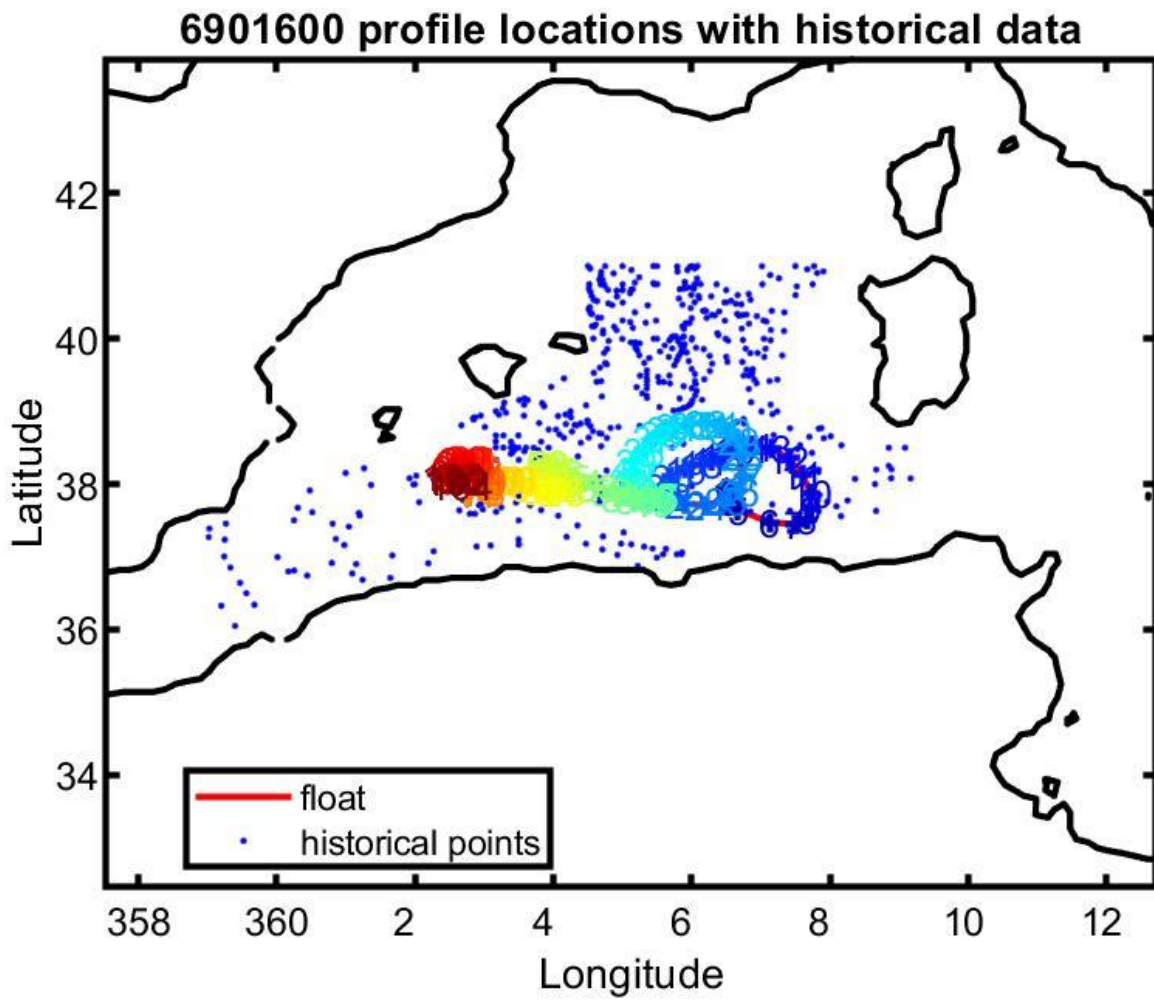 6901600 profile locations with historical data
42
40
38
36
34
Latitude
float
historical points
358 360 2 4 6 8 10 12
Longitude